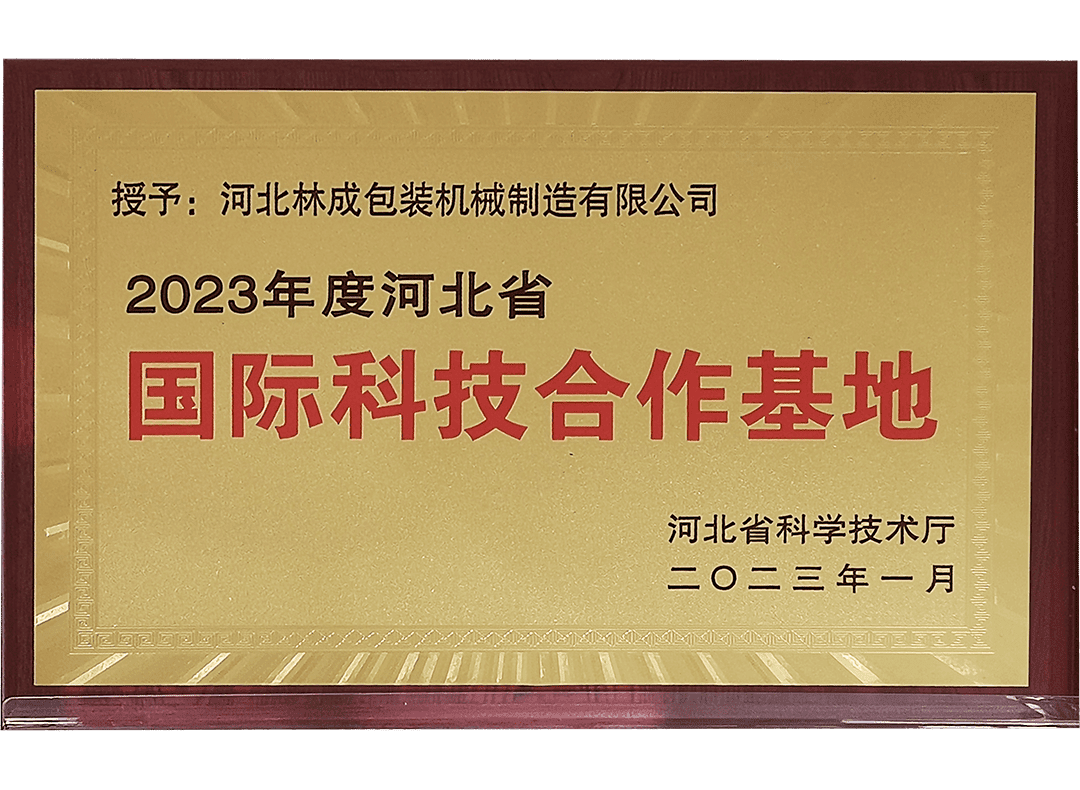 授予：河北林成包装机械制造有限公司
2023年度河北省
国际科技合作基地
河北省科学技术厅
二〇二三年一月